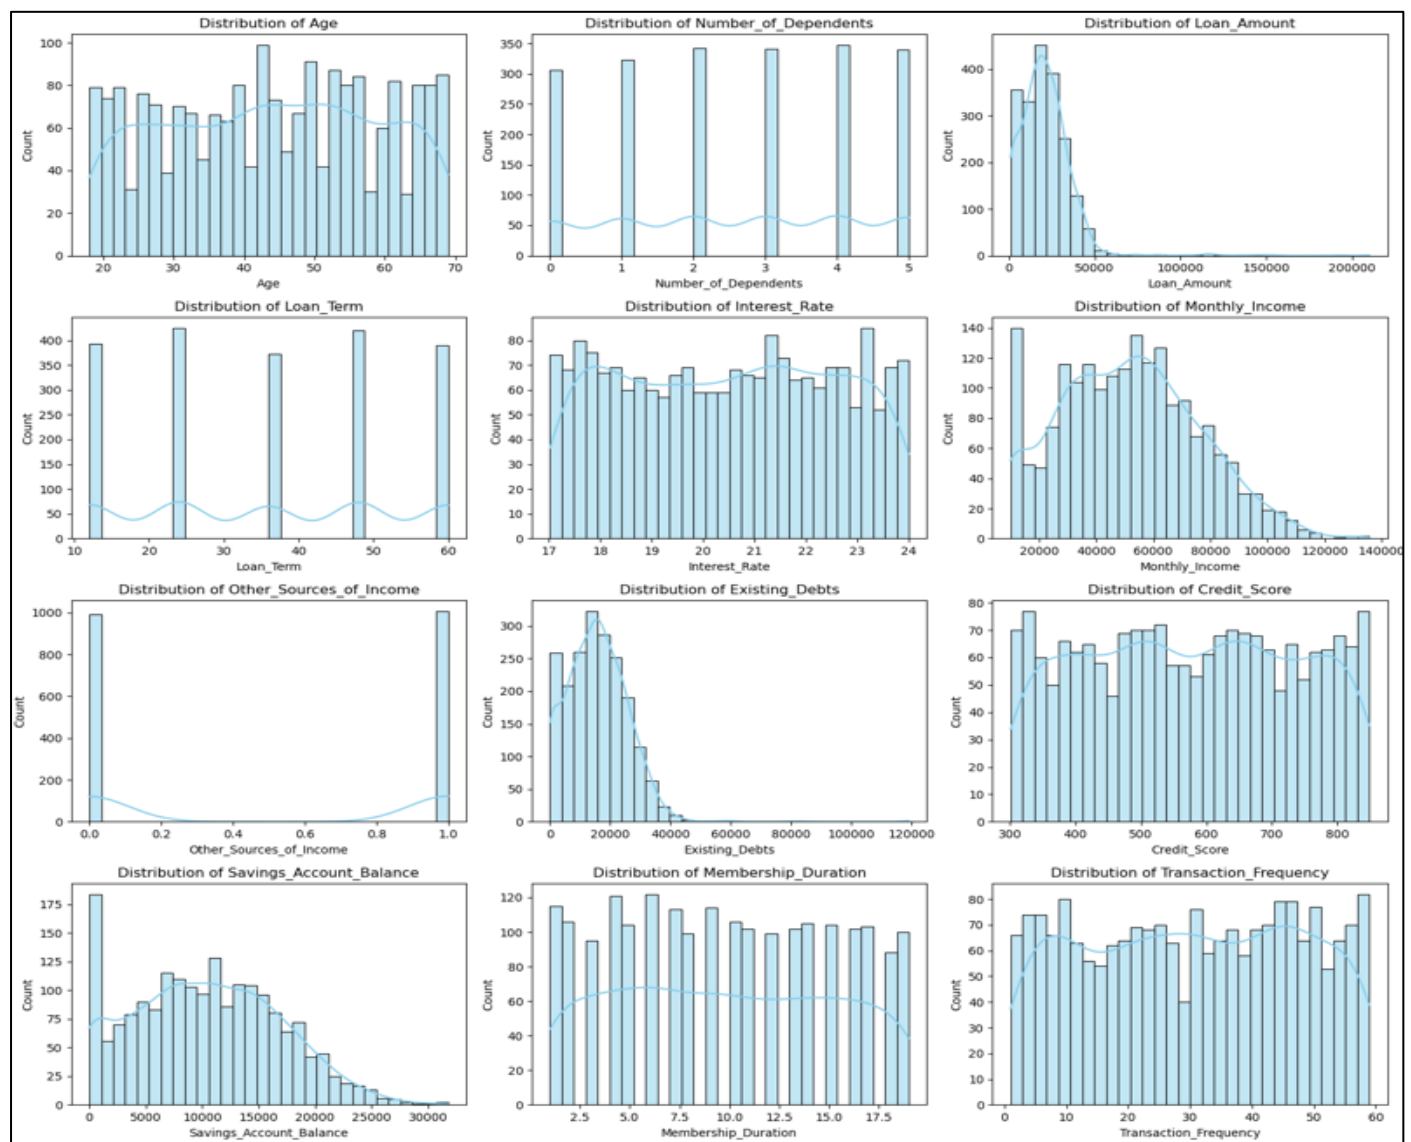 Distribution of Age
Distribution of Number_of_Dependents
Distribution of Loan_Amount
100
80
60
40
20
0
Count
20 30 40 50 60 70
Age
350
300
250
200
150
100
50
0
Count
0 1 2 3 4 5
Number_of_Dependents
400
300
200
100
0
Count
0 50000 100000 150000 200000
Loan_Amount
Distribution of Loan_Term
Distribution of Interest_Rate
Distribution of Monthly_Income
400
350
300
250
200
150
100
50
0
Count
10 20 30 40 50 60
Loan_Term
80
70
60
50
40
30
20
10
0
Count
17 18 19 20 21 22 23 24
Interest_Rate
140
120
100
80
60
40
20
0
Count
20000 40000 60000 80000 100000 120000 140000
Monthly_Income
Distribution of Other_Sources_of_Income
Distribution of Existing_Debts
Distribution of Credit_Score
1000
800
600
400
200
0
Count
0.0 0.2 0.4 0.6 0.8 1.0
Other_Sources_of_Income
300
250
200
150
100
50
0
Count
0 20000 40000 60000 80000 100000 120000
Existing_Debts
80
70
60
50
40
30
20
10
0
Count
300 400 500 600 700 800
Credit_Score
Distribution of Savings_Account_Balance
Distribution of Membership_Duration
Distribution of Transaction_Frequency
175
150
125
100
75
50
25
0
Count
0 5000 10000 15000 20000 25000 30000
Savings_Account_Balance
120
100
80
60
40
20
0
Count
2.5 5.0 7.5 10.0 12.5 15.0 17.5
Membership_Duration
80
70
60
50
40
30
20
10
0
Count
0 10 20 30 40 50 60
Transaction_Frequency